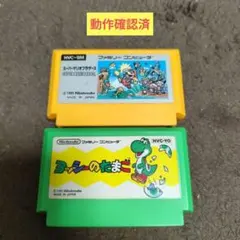 動作確認済
HVC-SM
ファミリー コンピュータ
スーパーマリオブラザーズ
Nintendo
ファミリー コンピュータ
HVC-YO
ヨッシーのたまご